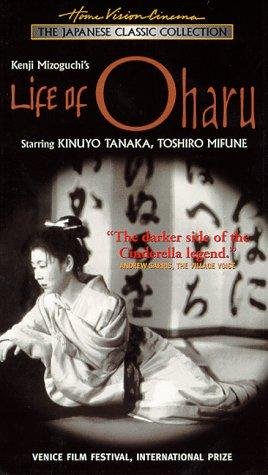 Home Vision Cinema
THE JAPANESE CLASSIC COLLECTION
Kenji Mizoguchi's
LIFE OF Oharu
Starring KINUYO TANAKA, TOSHIRO MIFUNE
"The darker side of the
Cinderella legend."
ANDREW SARRIS, THE VILLAGE VOICE
VENICE FILM FESTIVAL, INTERNATIONAL PRIZE